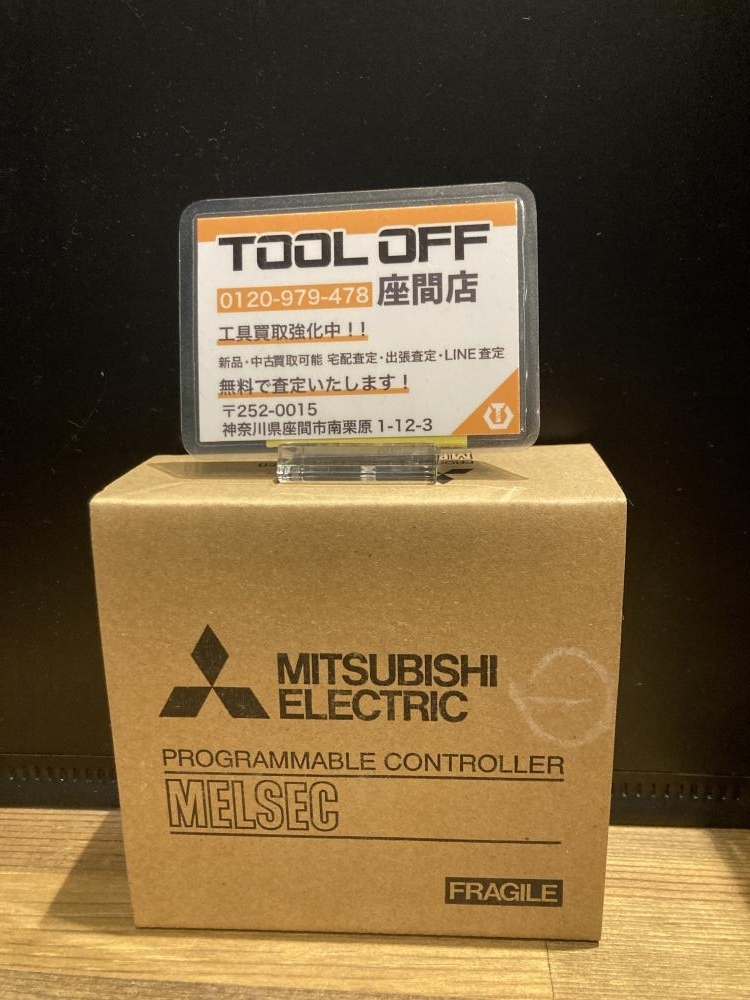 TOOL OFF
0120-979-478 座間店
工具買取強化中！！
新品・中古買取可能 宅配査定・出張査定・LINE査定
無料で査定いたします！
〒252-0015
神奈川県座間市南栗原 1-12-3
MITSUBISHI
ELECTRIC
PROGRAMMABLE CONTROLLER
MELSEC
FRAGILE